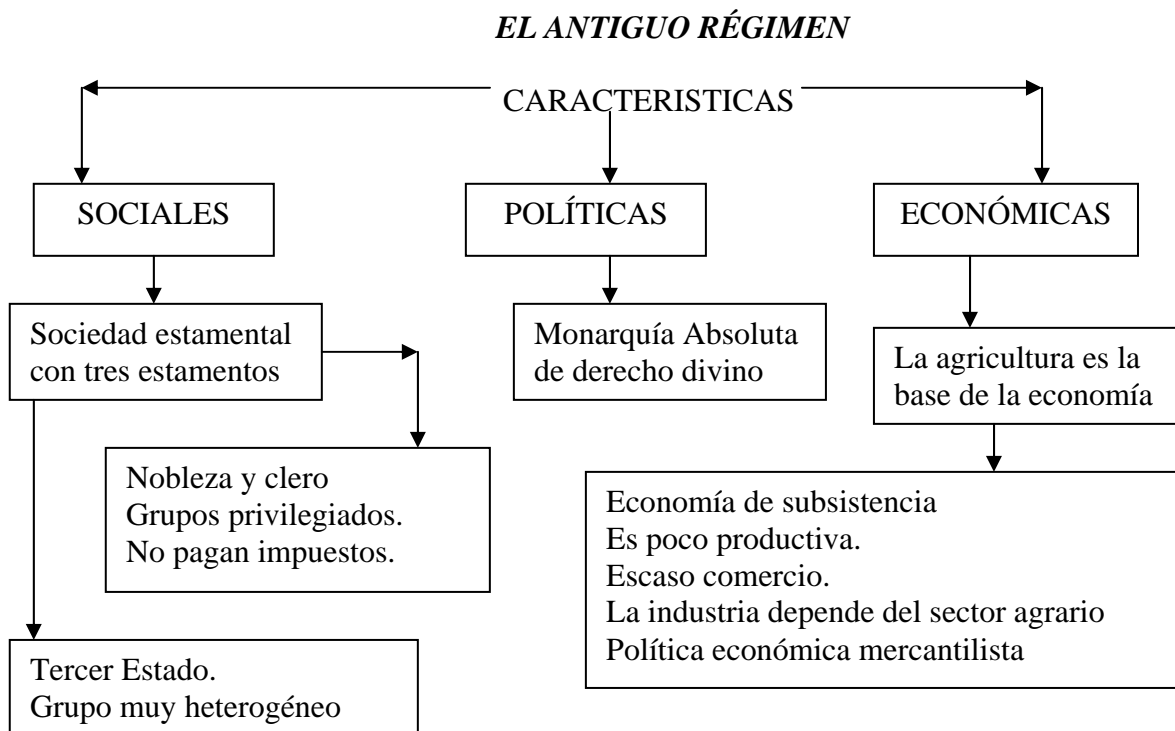 EL ANTIGUO RÉGIMEN
CARACTERISTICAS
SOCIALES
POLÍTICAS
ECONÓMICAS
Sociedad estamental
con tres estamentos
Monarquía Absoluta
de derecho divino
La agricultura es la
base de la economía
Nobleza y clero
Grupos privilegiados.
No pagan impuestos.
Economía de subsistencia
Es poco productiva.
Escaso comercio.
La industria depende del sector agrario
Política económica mercantilista
Tercer Estado.
Grupo muy heterogéneo